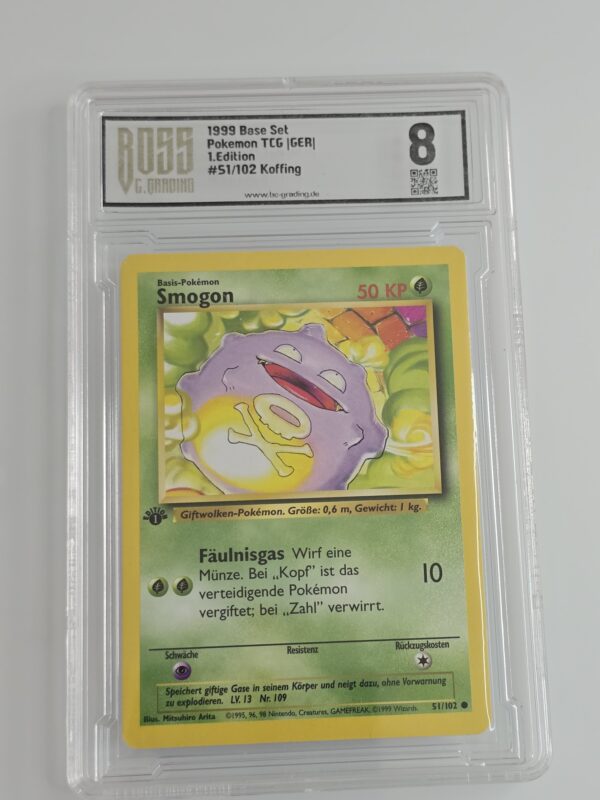 BOSS
C.GRADING
1999 Base Set
Pokemon TCG |GER|
1.Edition
#51/102 Koffing
8
www.bc-grading.de
Basis-Pokémon
Smogon
50 KP
EDITION
1
Giftwolken-Pokémon. Größe: 0,6 m, Gewicht: 1 kg.
Fäulnisgas Wirf eine
Münze. Bei „Kopf” ist das
verteidigende Pokémon
vergiftet; bei „Zahl” verwirrt.
10
Schwäche
Resistenz
Rückzugskosten
Speichert giftige Gase in seinem Körper und neigt dazu, ohne Vorwarnung
zu explodieren. LV. 13 Nr. 109
Illus. Mitsuhiro Arita ©1995, 96, 98 Nintendo, Creatures, GAMEFREAK. ©1999 Wizards. 51/102